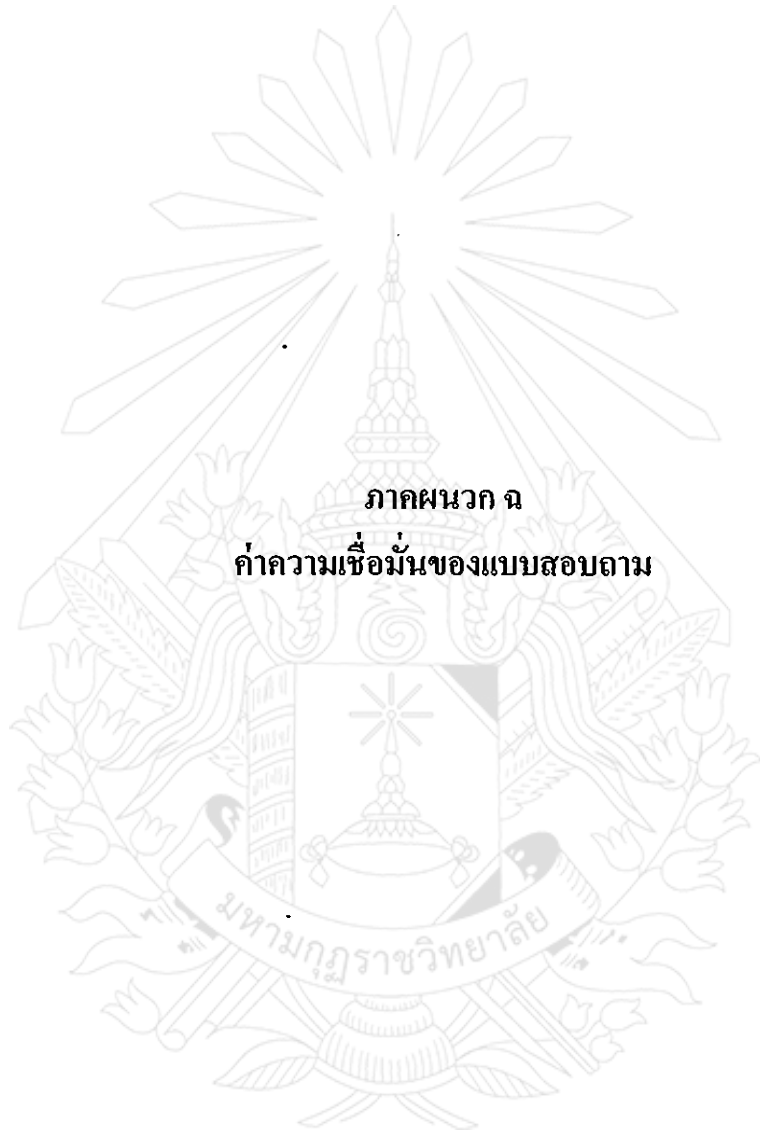 ภาคผนวก ฉ
ค่าความเชื่อมั่นของแบบสอบถาม
มหามกุฏราชวิทยาลัย